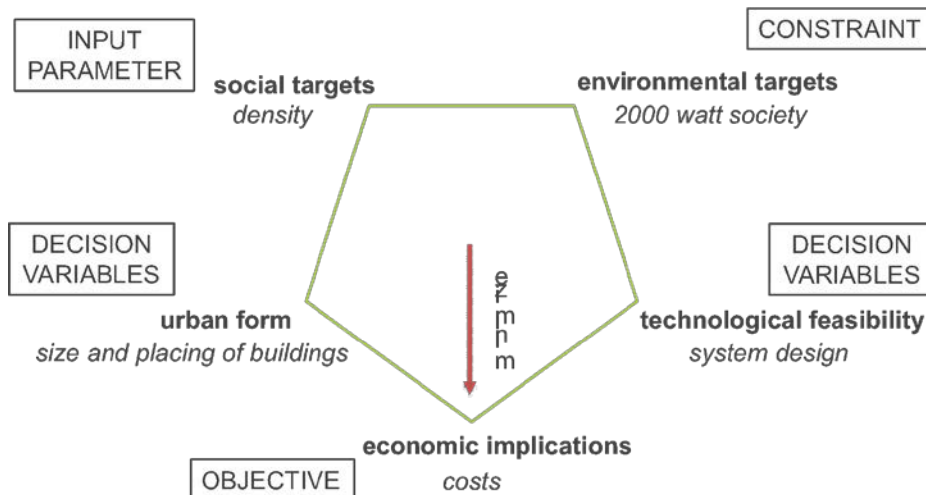 INPUT
PARAMETER
CONSTRAINT
social targets
density
environmental targets
2000 watt society
DECISION
VARIABLES
DECISION
VARIABLES
minimize
urban form
size and placing of buildings
technological feasibility
system design
economic implications
costs
OBJECTIVE